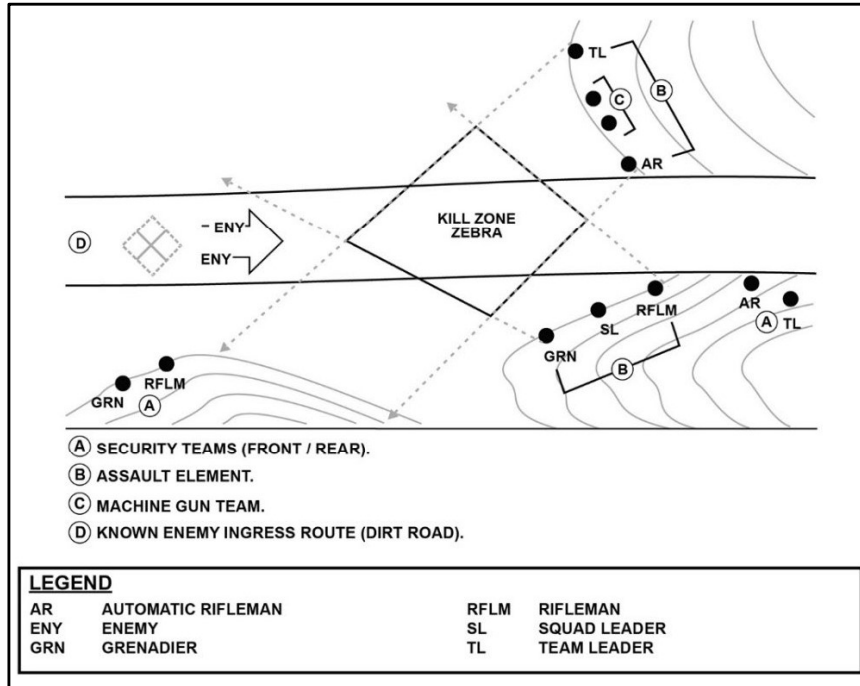 TL
B
C
AR
KILL ZONE
ZEBRA
D
ENY
ENY
RFLM
AR
SL
A
TL
GRN
B
RFLM
GRN
A
A SECURITY TEAMS (FRONT / REAR).
B ASSAULT ELEMENT.
C MACHINE GUN TEAM.
D KNOWN ENEMY INGRESS ROUTE (DIRT ROAD).
LEGEND
AR AUTOMATIC RIFLEMAN RFLM RIFLEMAN
ENY ENEMY SL SQUAD LEADER
GRN GRENADIER TL TEAM LEADER